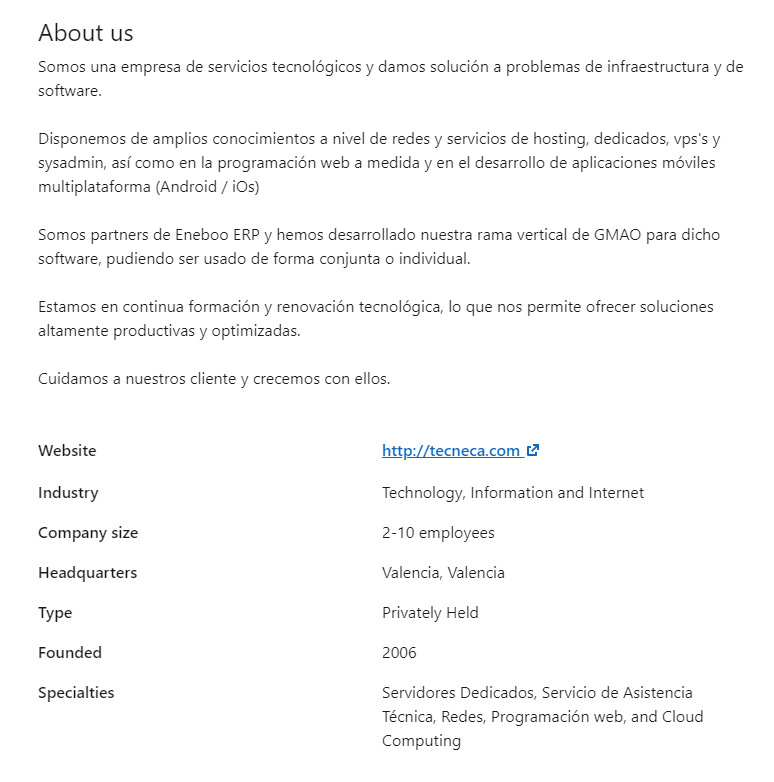 About us
Somos una empresa de servicios tecnológicos y damos solución a problemas de infraestructura y de
software.
Disponemos de amplios conocimientos a nivel de redes y servicios de hosting, dedicados, vps's y
sysadmin, así como en la programación web a medida y en el desarrollo de aplicaciones móviles
multiplataforma (Android / iOs)
Somos partners de Eneboo ERP y hemos desarrollado nuestra rama vertical de GMAO para dicho
software, pudiendo ser usado de forma conjunta o individual.
Estamos en continua formación y renovación tecnológica, lo que nos permite ofrecer soluciones
altamente productivas y optimizadas.
Cuidamos a nuestros cliente y crecemos con ellos.
Website http://tecneca.com
Industry Technology, Information and Internet
Company size 2-10 employees
Headquarters Valencia, Valencia
Type Privately Held
Founded 2006
Specialties Servidores Dedicados, Servicio de Asistencia
Técnica, Redes, Programación web, and Cloud
Computing